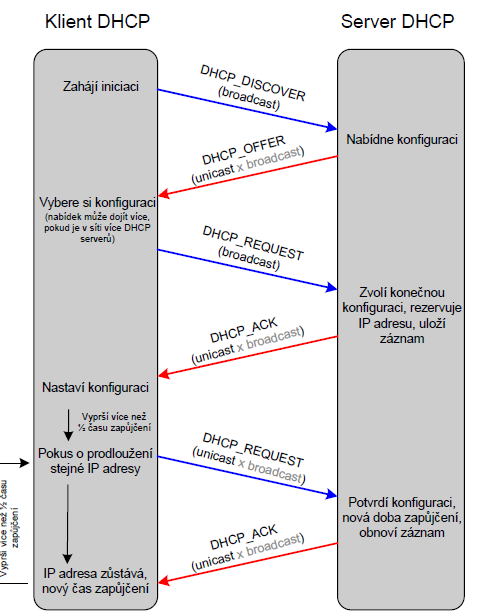 Klient DHCP
Server DHCP
Zahájí iniciaci
DHCP_DISCOVER
(broadcast)
Nabídne konfiguraci
DHCP_OFFER
(unicast x broadcast)
Vybere si konfiguraci
(nabídek může dojít více,
pokud je v síti více DHCP
serverů)
DHCP_REQUEST
(broadcast)
Zvolí konečnou
konfiguraci, rezervuje
IP adresu, uloží
záznam
DHCP_ACK
(unicast x broadcast)
Nastaví konfiguraci
Vyprší více než
½ času zapůjčení
Pokus o prodloužení
stejné IP adresy
DHCP_REQUEST
(unicast x broadcast)
Potvrdí konfiguraci,
nová doba zapůjčení,
obnoví záznam
DHCP_ACK
(unicast x broadcast)
IP adresa zůstává,
nový čas zapůjčení
Vyprší více než ½ času
zapůjčení